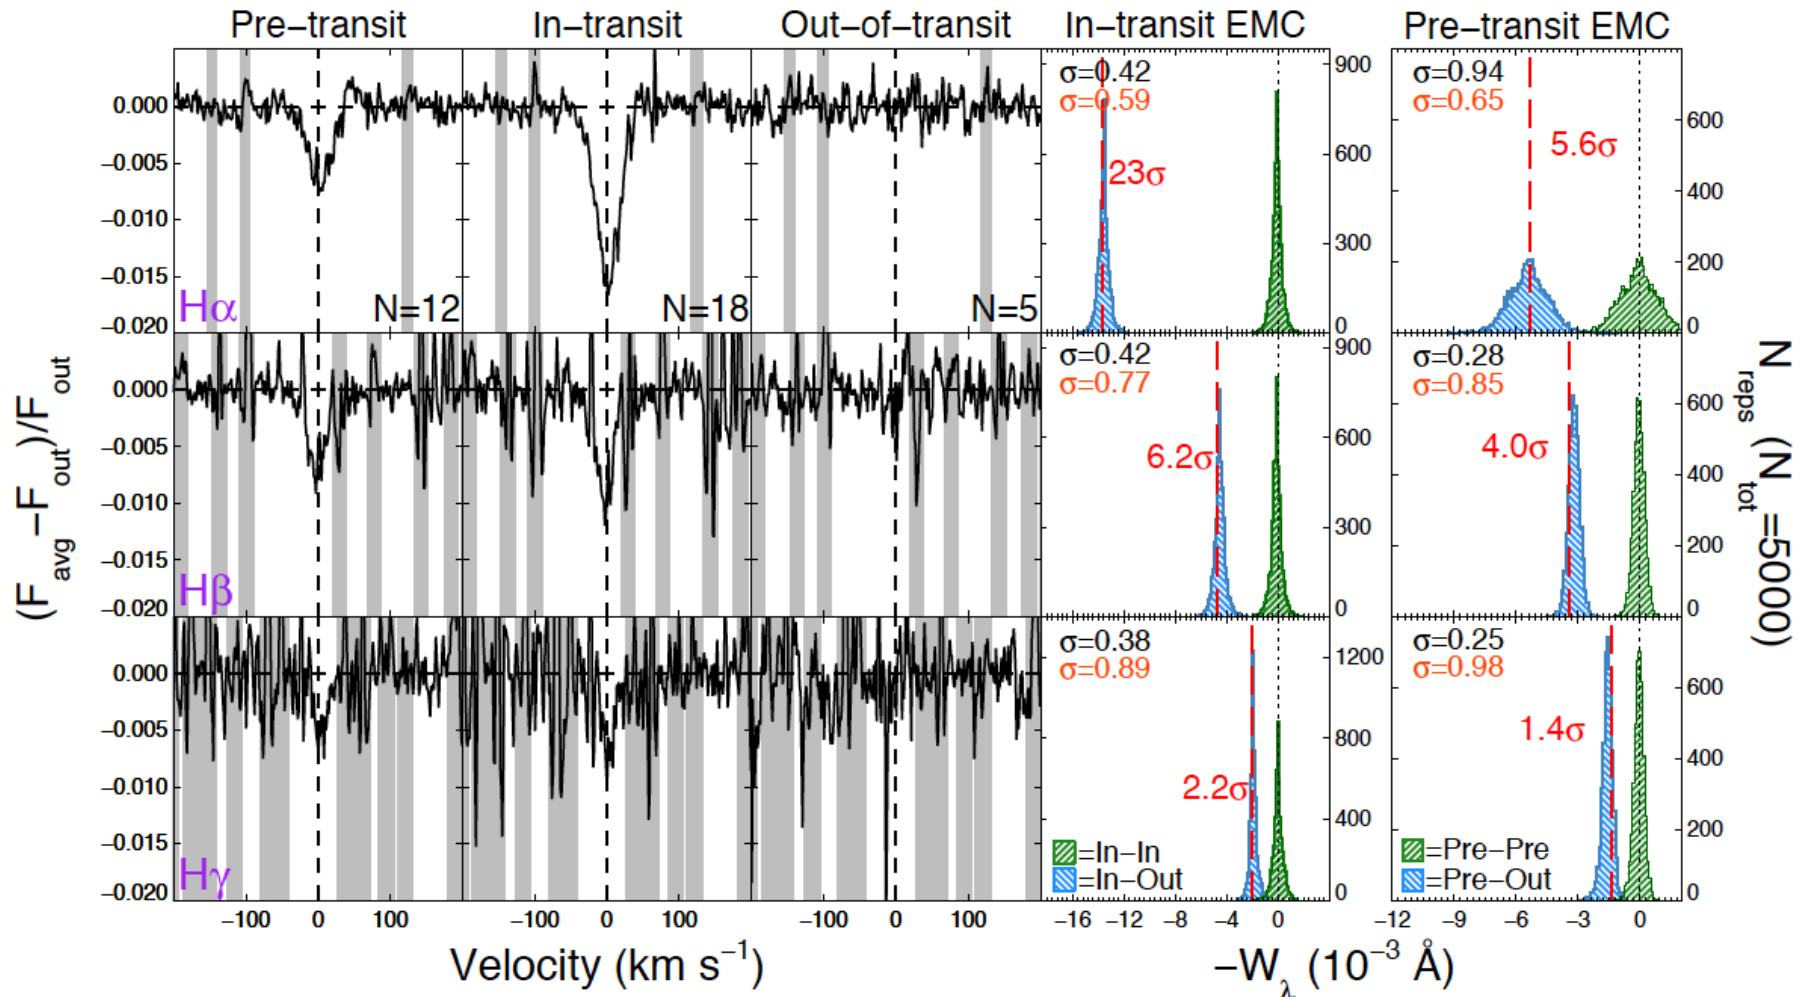 Pre−transit In−transit Out−of−transit In−transit EMC Pre−transit EMC
(F_avg−F_out)/F_out
0.000
−0.005
−0.010
−0.015
−0.020
Hα N=12 N=18 N=5
σ=0.42
σ=0.59
23σ
900
600
300
0
σ=0.94
σ=0.65
5.6σ
600
400
200
0
0.000
−0.005
−0.010
−0.015
−0.020
Hβ
σ=0.42
σ=0.77
6.2σ
900
600
300
0
σ=0.28
σ=0.85
4.0σ
600
400
200
0
0.000
−0.005
−0.010
−0.015
−0.020
Hγ
σ=0.38
σ=0.89
2.2σ
=In−In
=In−Out
1200
800
400
0
σ=0.25
σ=0.98
1.4σ
=Pre−Pre
=Pre−Out
600
400
200
0
N_reps (N_tot=5000)
−100 0 100 −100 0 100 −100 0 100 −16 −12 −8 −4 0 −12 −9 −6 −3 0
Velocity (km s⁻¹) −W_λ (10⁻³ Å)